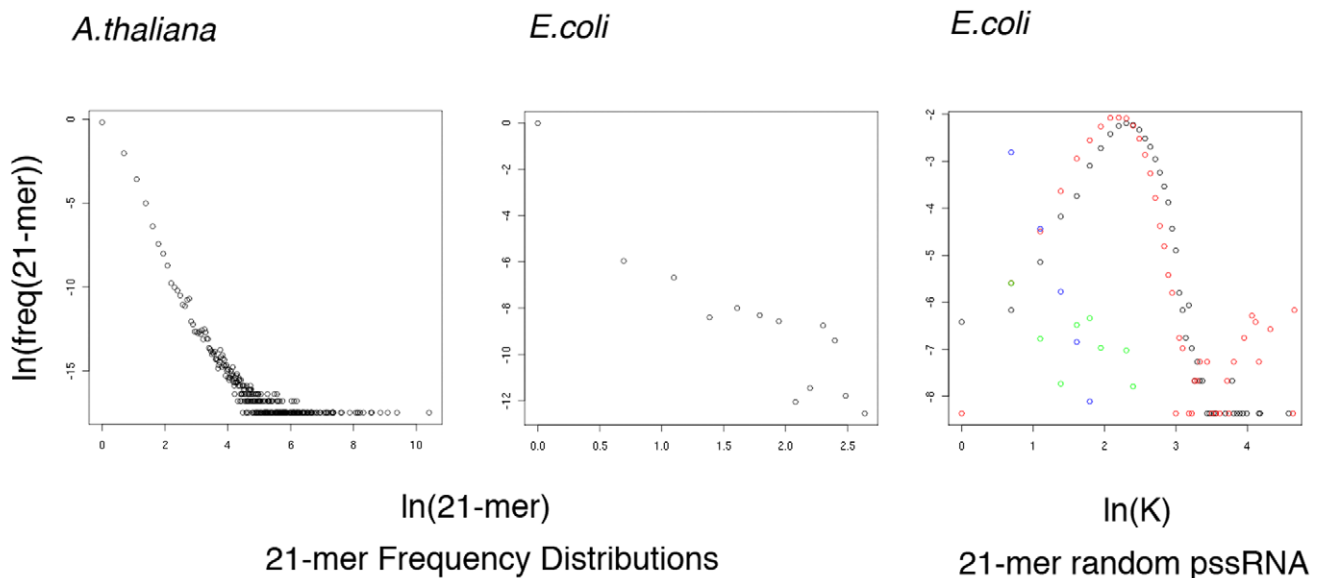 A.thaliana
E.coli
E.coli
ln(freq(21-mer))
0
-5
-10
-15
0 2 4 6 8 10
0
-2
-4
-6
-8
-10
-12
0.0 0.5 1.0 1.5 2.0 2.5
-2
-3
-4
-5
-6
-7
-8
0 1 2 3 4
ln(21-mer)
ln(K)
21-mer Frequency Distributions
21-mer random pssRNA